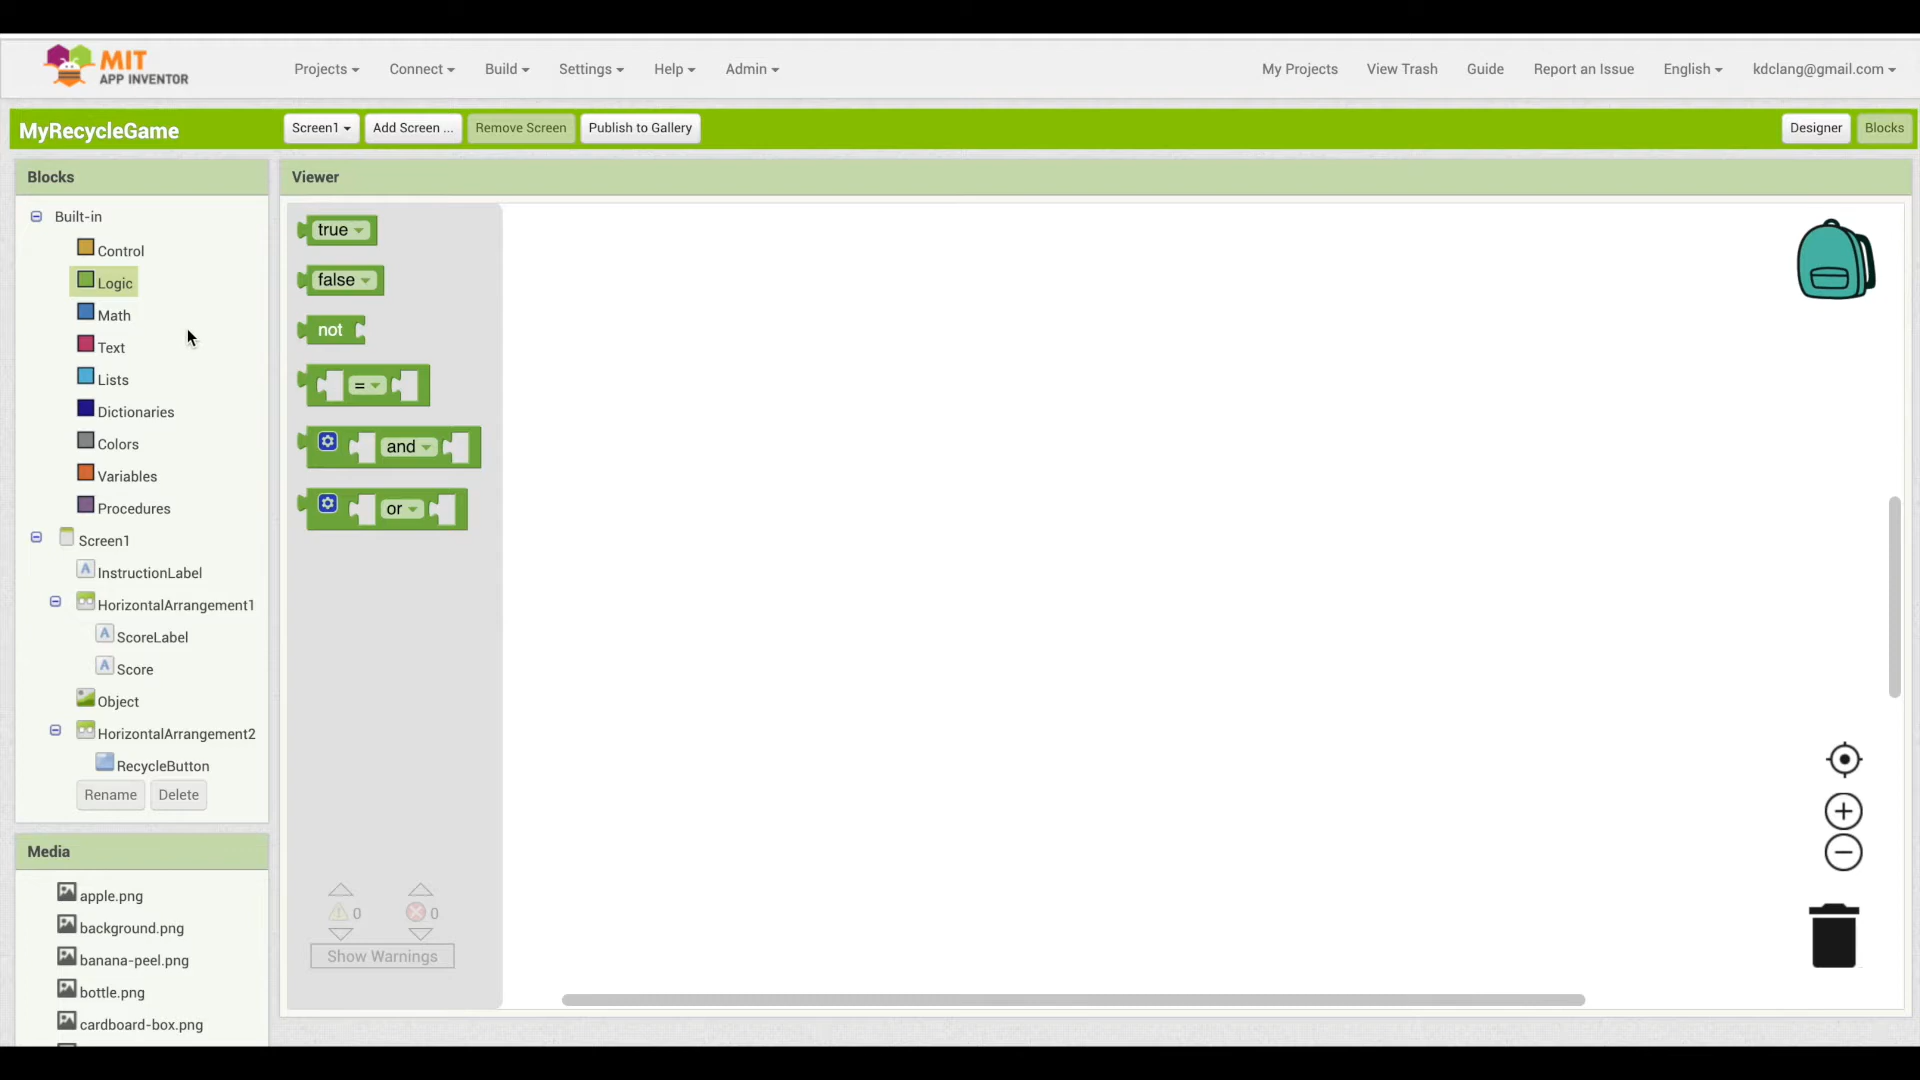 MIT
APP INVENTOR
Projects Connect Build Settings Help Admin My Projects View Trash Guide Report an Issue English kdclang@gmail.com
MyRecycleGame Screen1 Add Screen ... Remove Screen Publish to Gallery Designer Blocks
Blocks
Viewer
Built-in
Control
Logic
Math
Text
Lists
Dictionaries
Colors
Variables
Procedures
Screen1
InstructionLabel
HorizontalArrangement1
ScoreLabel
Score
Object
HorizontalArrangement2
RecycleButton
Rename Delete
Media
apple.png
background.png
banana-peel.png
bottle.png
cardboard-box.png
true
false
not
=
and
or
0 0
Show Warnings